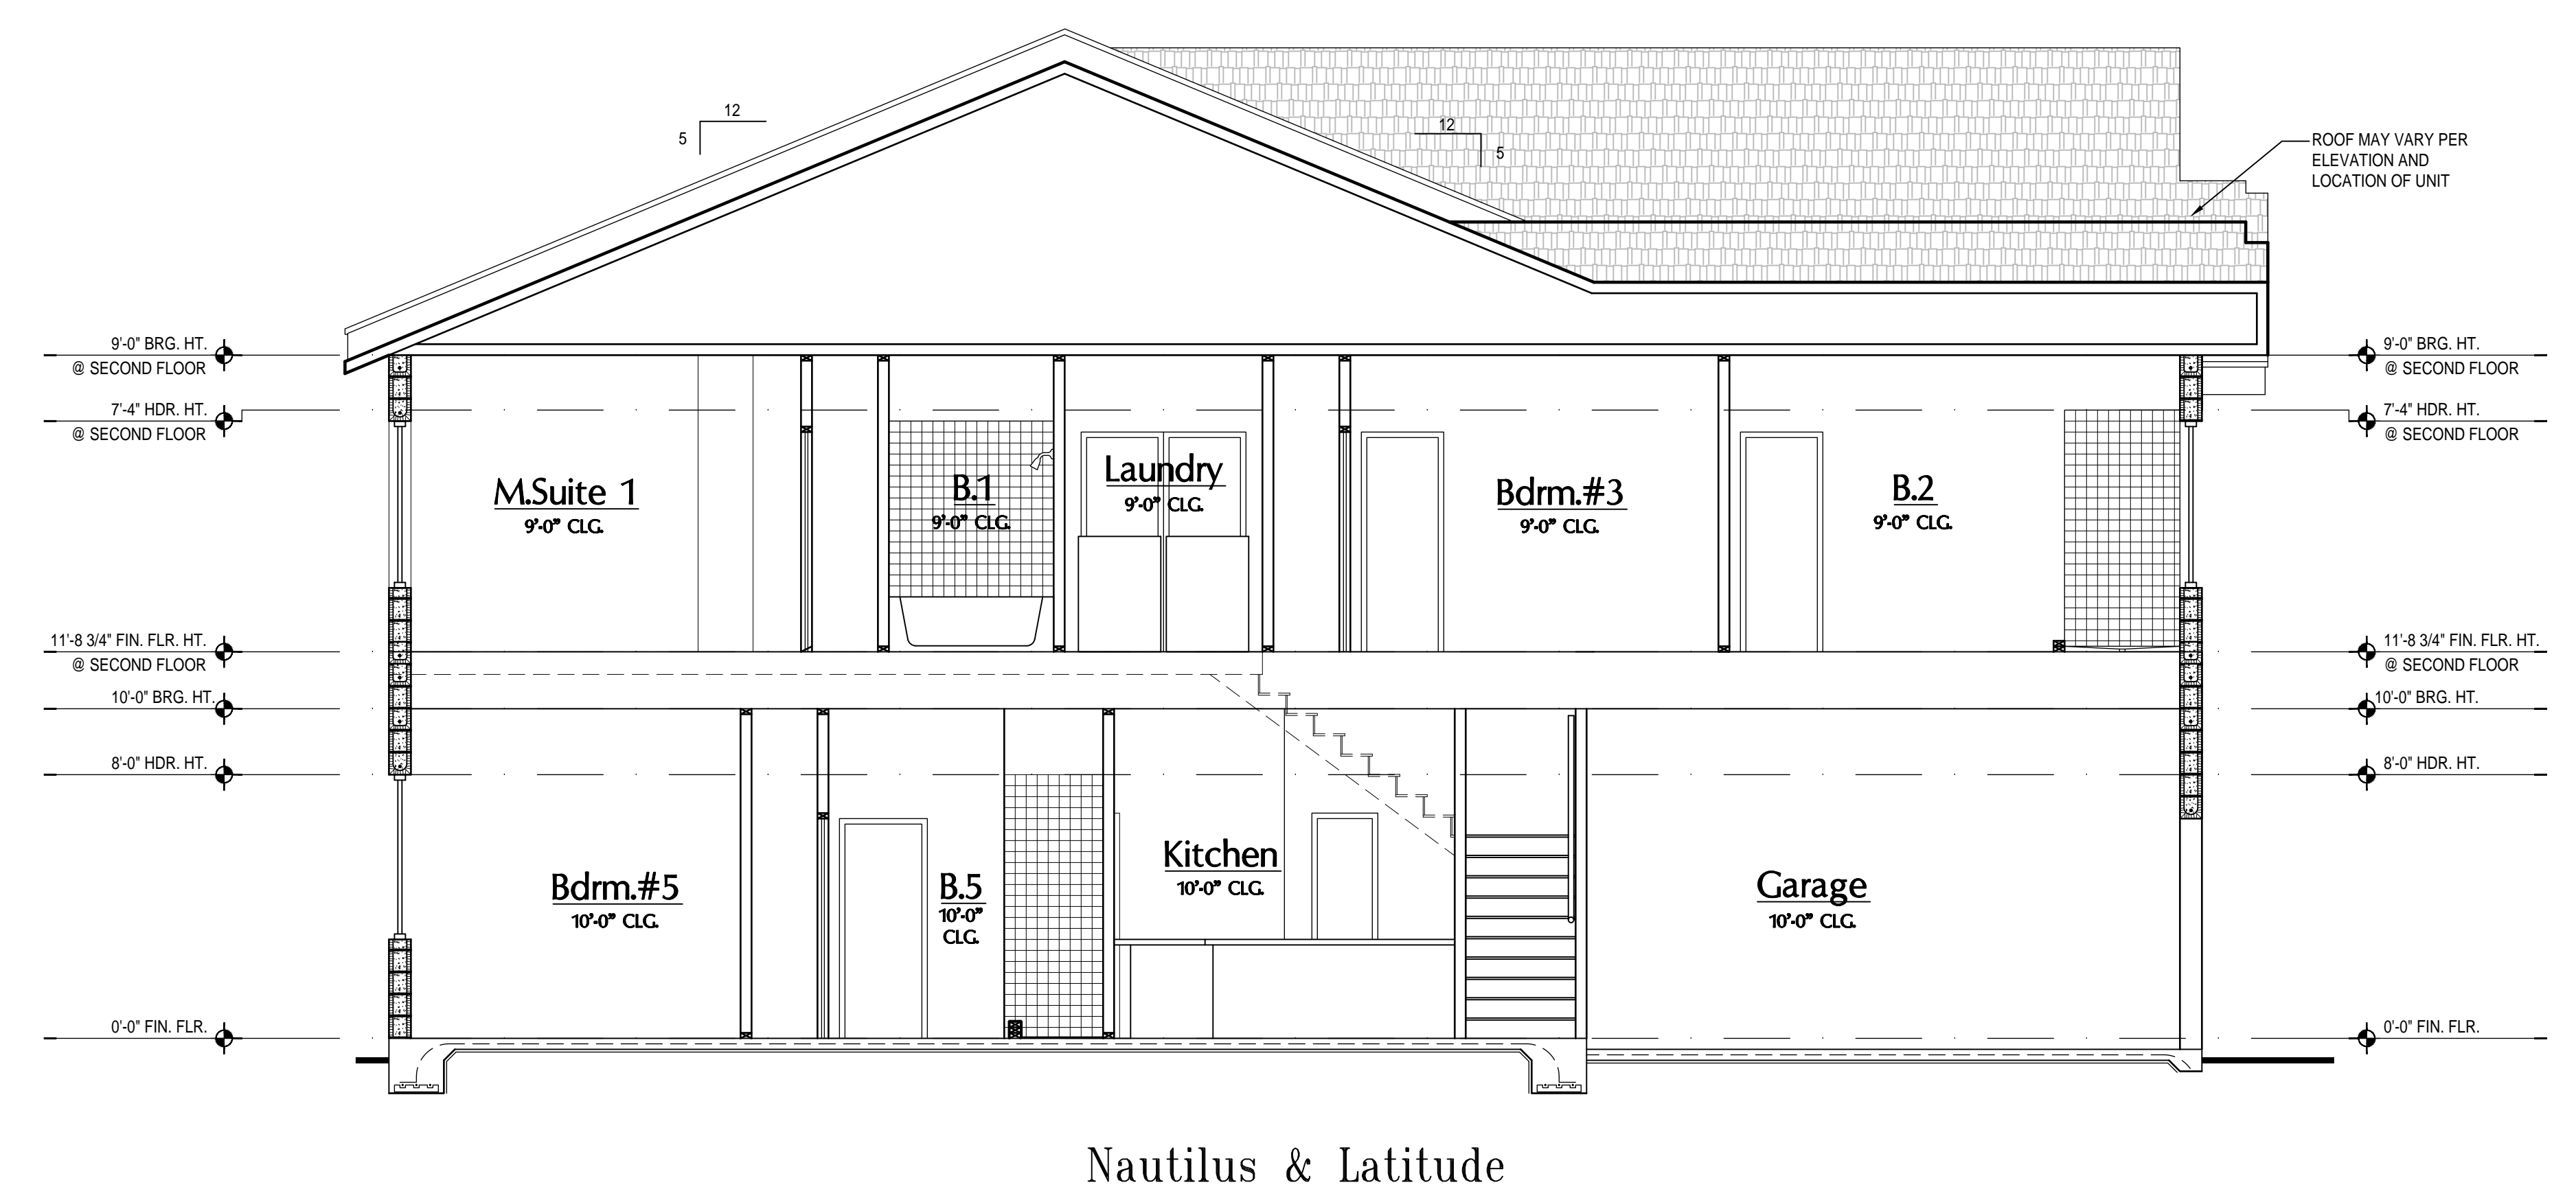 12
5
12
5
ROOF MAY VARY PER
ELEVATION AND
LOCATION OF UNIT
9'-0" BRG. HT.
@ SECOND FLOOR
9'-0" BRG. HT.
@ SECOND FLOOR
7'-4" HDR. HT.
@ SECOND FLOOR
7'-4" HDR. HT.
@ SECOND FLOOR
M.Suite 1
9'-0" CLG.
B.1
9'-0" CLG.
Laundry
9'-0" CLG.
Bdrm.#3
9'-0" CLG.
B.2
9'-0" CLG.
11'-8 3/4" FIN. FLR. HT.
@ SECOND FLOOR
11'-8 3/4" FIN. FLR. HT.
@ SECOND FLOOR
10'-0" BRG. HT.
10'-0" BRG. HT.
8'-0" HDR. HT.
8'-0" HDR. HT.
Bdrm.#5
10'-0" CLG.
B.5
10'-0"
CLG.
Kitchen
10'-0" CLG.
Garage
10'-0" CLG.
0'-0" FIN. FLR.
0'-0" FIN. FLR.
Nautilus & Latitude